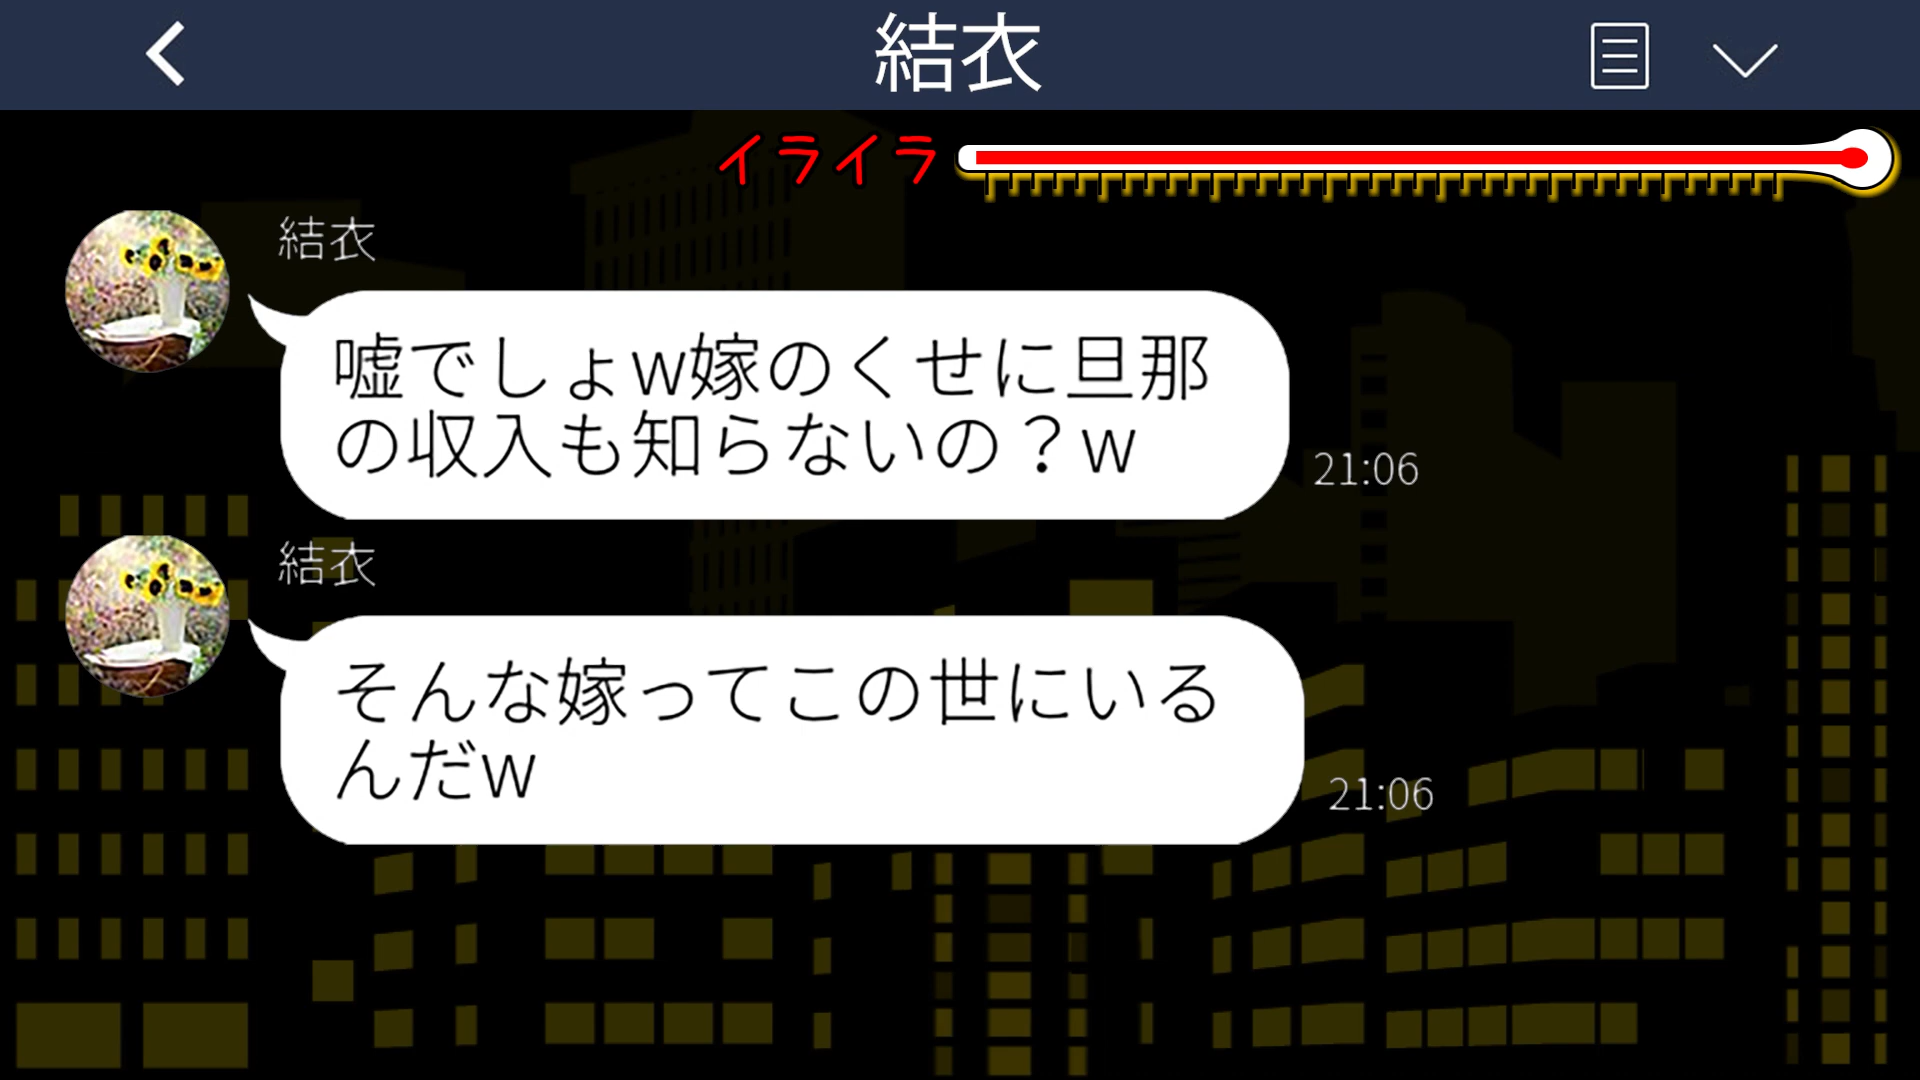 結衣
イライラ
結衣
嘘でしょw嫁のくせに旦那
の収入も知らないの？w
21:06
結衣
そんな嫁ってこの世にいる
んだw
21:06